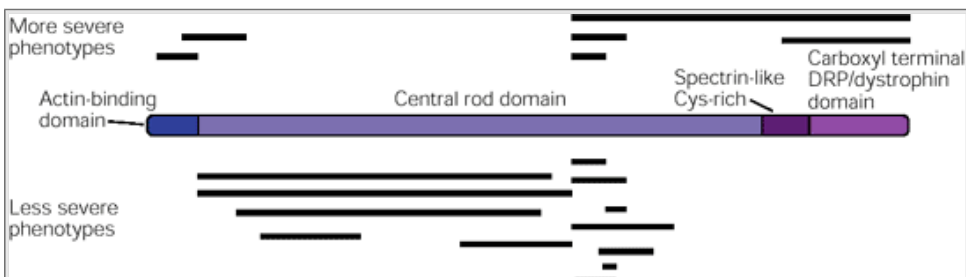 More severe
phenotypes
Actin-binding
domain
Central rod domain
Spectrin-like
Cys-rich
Carboxyl terminal
DRP/dystrophin
domain
Less severe
phenotypes